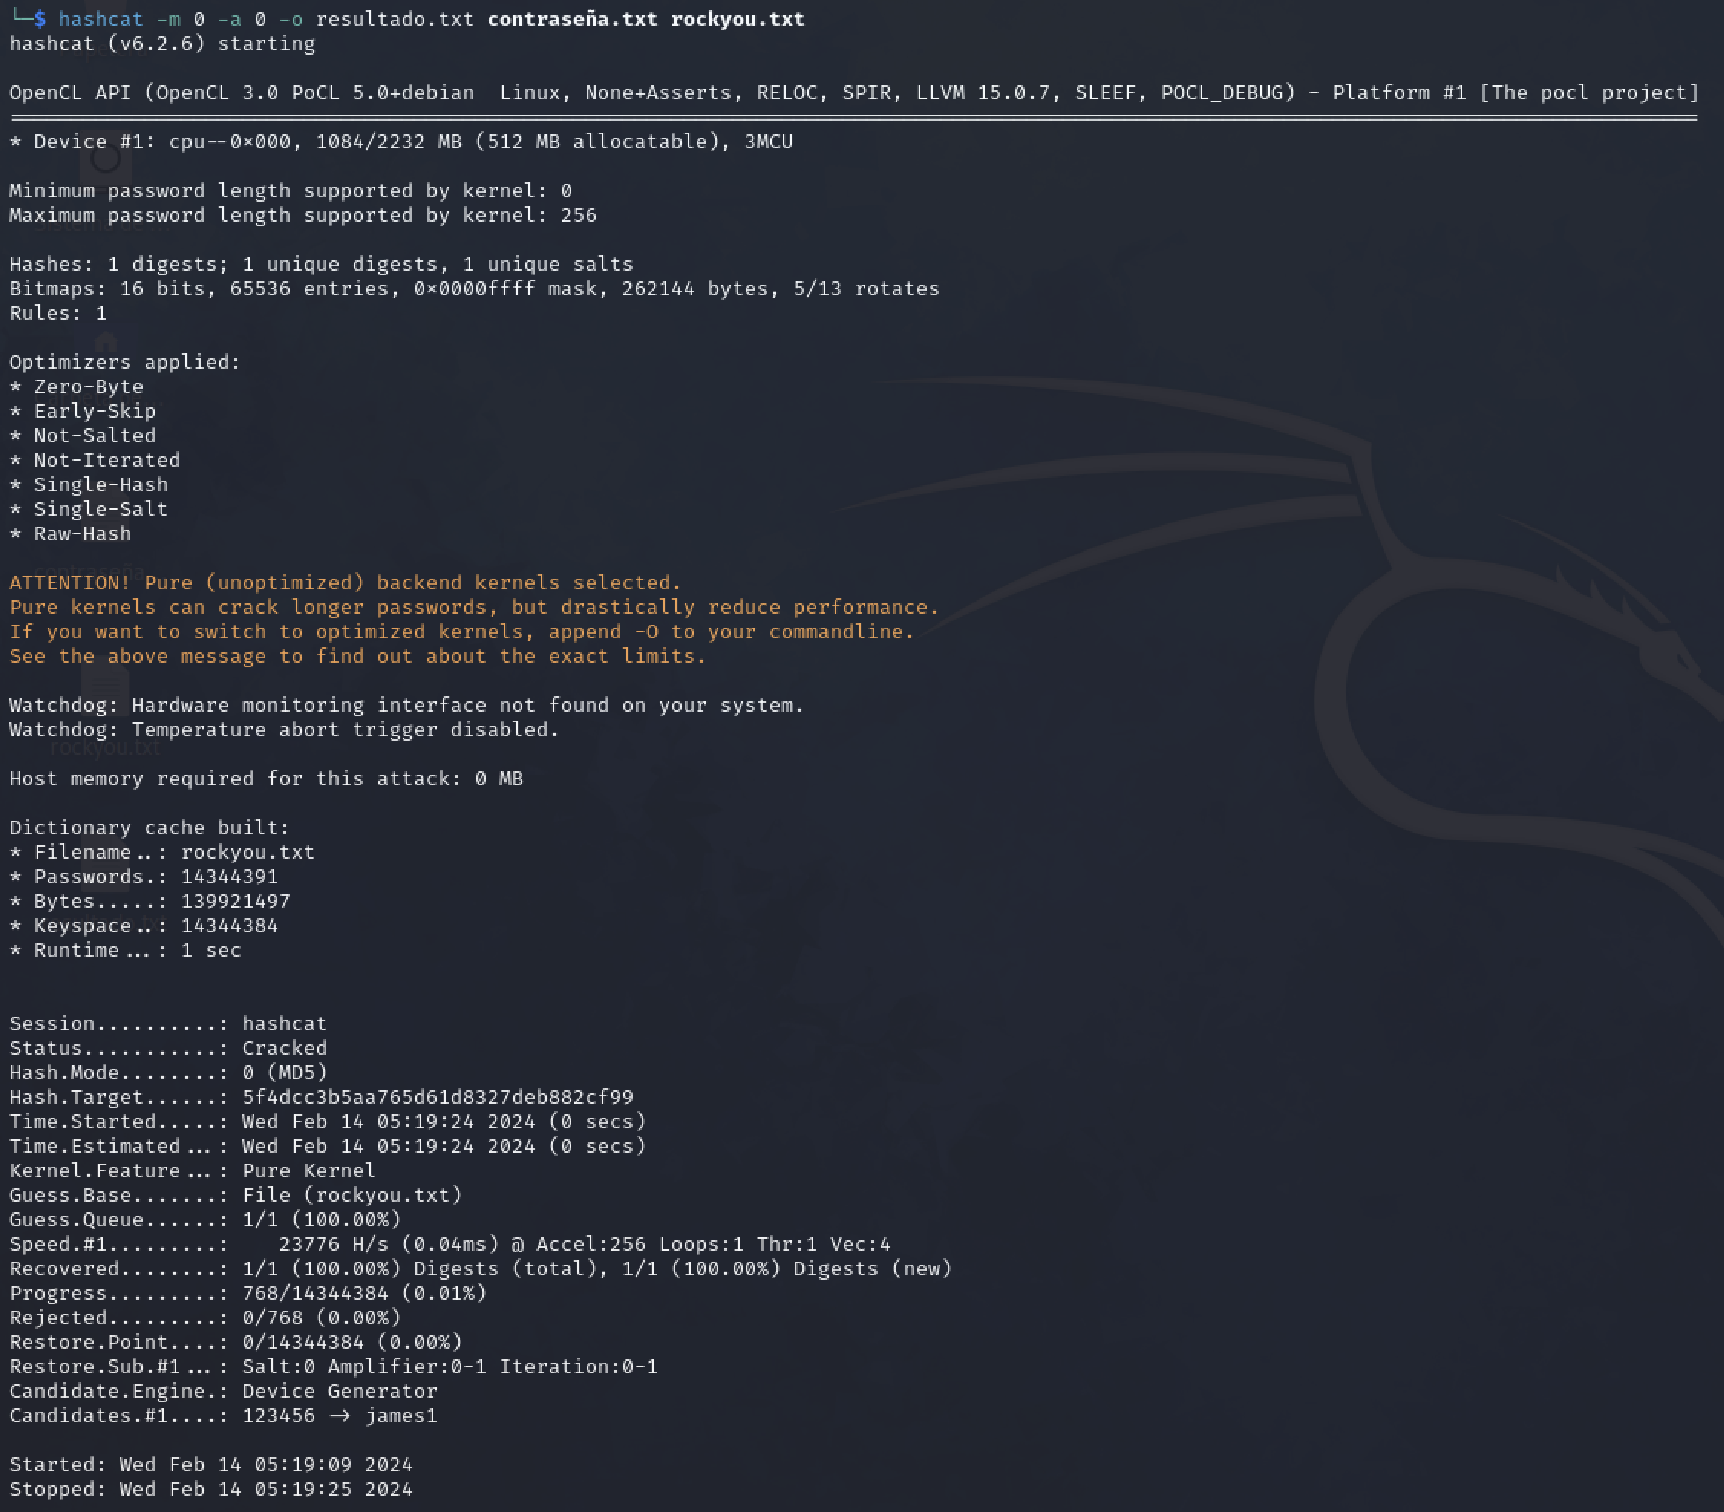 └─$ hashcat -m 0 -a 0 -o resultado.txt contraseña.txt rockyou.txt
hashcat (v6.2.6) starting
OpenCL API (OpenCL 3.0 PoCL 5.0+debian  Linux, None+Asserts, RELOC, SPIR, LLVM 15.0.7, SLEEF, POCL_DEBUG) - Platform #1 [The pocl project]
* Device #1: cpu--0x000, 1084/2232 MB (512 MB allocatable), 3MCU
Minimum password length supported by kernel: 0
Maximum password length supported by kernel: 256
Hashes: 1 digests; 1 unique digests, 1 unique salts
Bitmaps: 16 bits, 65536 entries, 0x0000ffff mask, 262144 bytes, 5/13 rotates
Rules: 1
Optimizers applied:
* Zero-Byte
* Early-Skip
* Not-Salted
* Not-Iterated
* Single-Hash
* Single-Salt
* Raw-Hash
ATTENTION! Pure (unoptimized) backend kernels selected.
Pure kernels can crack longer passwords, but drastically reduce performance.
If you want to switch to optimized kernels, append -O to your commandline.
See the above message to find out about the exact limits.
Watchdog: Hardware monitoring interface not found on your system.
Watchdog: Temperature abort trigger disabled.
rockyou.txt
Host memory required for this attack: 0 MB
Dictionary cache built:
* Filename..: rockyou.txt
* Passwords.: 14344391
* Bytes.....: 139921497
* Keyspace..: 14344384
* Runtime...: 1 sec
Session..........: hashcat
Status...........: Cracked
Hash.Mode........: 0 (MD5)
Hash.Target......: 5f4dcc3b5aa765d61d8327deb882cf99
Time.Started.....: Wed Feb 14 05:19:24 2024 (0 secs)
Time.Estimated...: Wed Feb 14 05:19:24 2024 (0 secs)
Kernel.Feature...: Pure Kernel
Guess.Base.......: File (rockyou.txt)
Guess.Queue......: 1/1 (100.00%)
Speed.#1.........:    23776 H/s (0.04ms) @ Accel:256 Loops:1 Thr:1 Vec:4
Recovered........: 1/1 (100.00%) Digests (total), 1/1 (100.00%) Digests (new)
Progress.........: 768/14344384 (0.01%)
Rejected.........: 0/768 (0.00%)
Restore.Point....: 0/14344384 (0.00%)
Restore.Sub.#1...: Salt:0 Amplifier:0-1 Iteration:0-1
Candidate.Engine.: Device Generator
Candidates.#1....: 123456 -> james1
Started: Wed Feb 14 05:19:09 2024
Stopped: Wed Feb 14 05:19:25 2024